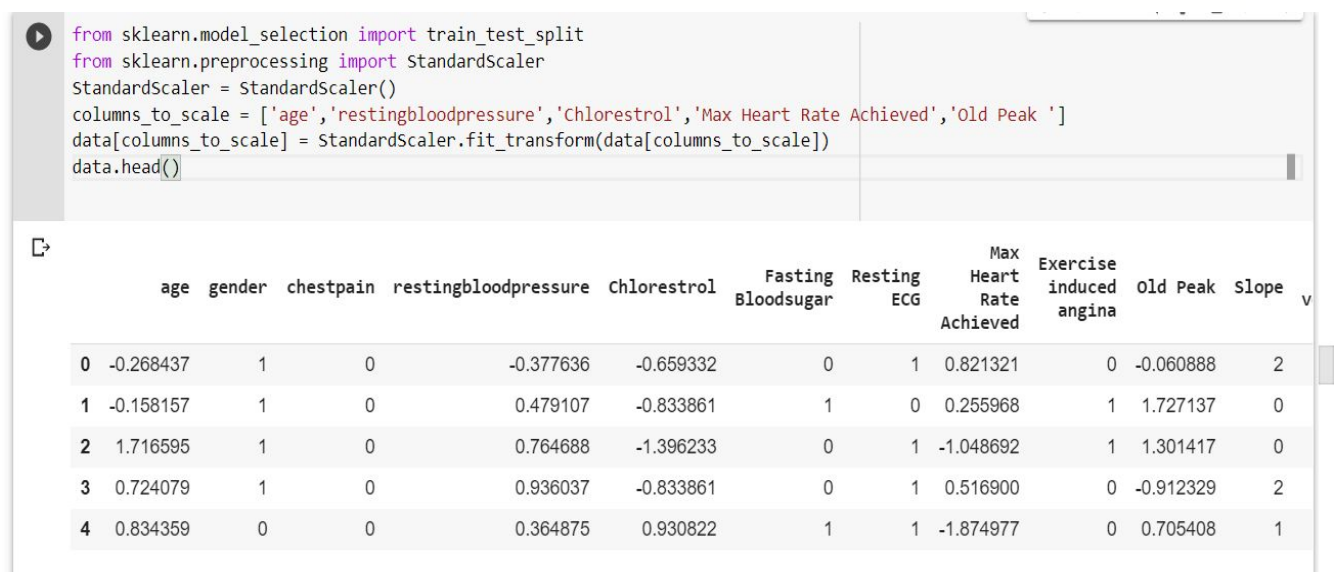 from sklearn.model_selection import train_test_split
from sklearn.preprocessing import StandardScaler
StandardScaler = StandardScaler()
columns_to_scale = ['age','restingbloodpressure','Chlorestrol','Max Heart Rate Achieved','Old Peak ']
data[columns_to_scale] = StandardScaler.fit_transform(data[columns_to_scale])
data.head()
age gender chestpain restingbloodpressure Chlorestrol Fasting Bloodsugar Resting ECG Max Heart Rate Achieved Exercise induced angina Old Peak Slope
0 -0.268437 1 0 -0.377636 -0.659332 0 1 0.821321 0 -0.060888 2
1 -0.158157 1 0 0.479107 -0.833861 1 0 0.255968 1 1.727137 0
2 1.716595 1 0 0.764688 -1.396233 0 1 -1.048692 1 1.301417 0
3 0.724079 1 0 0.936037 -0.833861 0 1 0.516900 0 -0.912329 2
4 0.834359 0 0 0.364875 0.930822 1 1 -1.874977 0 0.705408 1